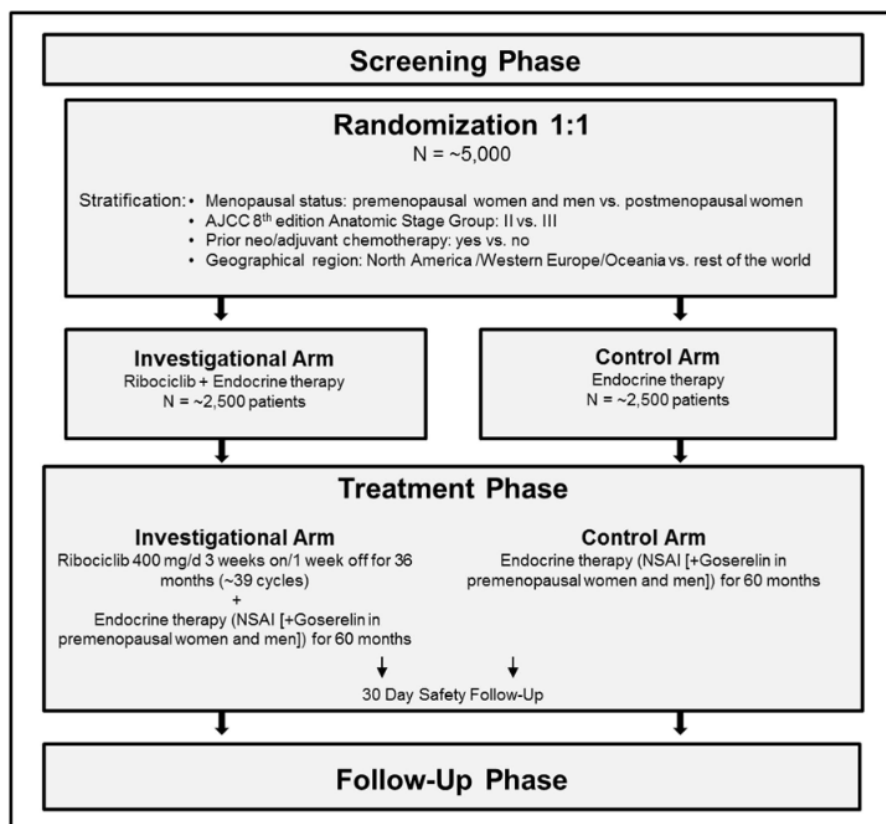 Screening Phase
Randomization 1:1
N = ~5,000
Stratification: • Menopausal status: premenopausal women and men vs. postmenopausal women
• AJCC 8th edition Anatomic Stage Group: II vs. III
• Prior neo/adjuvant chemotherapy: yes vs. no
• Geographical region: North America /Western Europe/Oceania vs. rest of the world
Investigational Arm
Ribociclib + Endocrine therapy
N = ~2,500 patients
Control Arm
Endocrine therapy
N = ~2,500 patients
Treatment Phase
Investigational Arm
Ribociclib 400 mg/d 3 weeks on/1 week off for 36
months (~39 cycles)
+
Endocrine therapy (NSAI [+Goserelin in
premenopausal women and men]) for 60 months
Control Arm
Endocrine therapy (NSAI [+Goserelin in
premenopausal women and men]) for 60 months
30 Day Safety Follow-Up
Follow-Up Phase